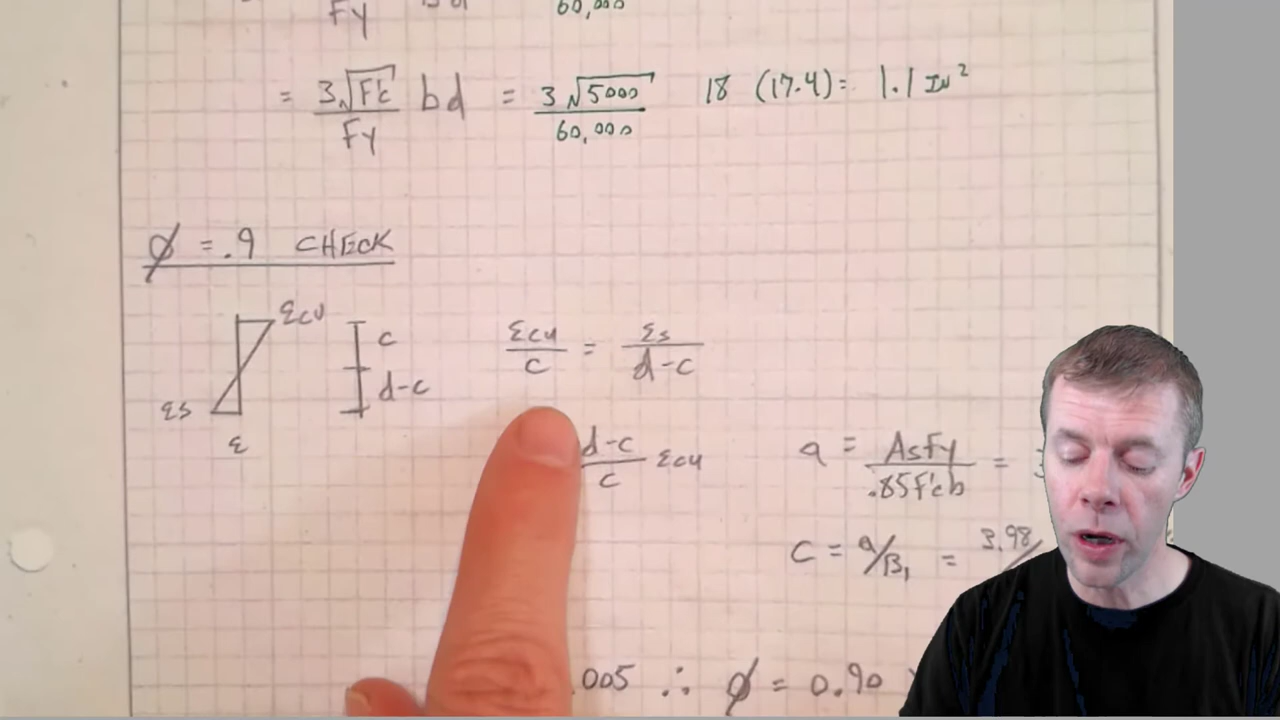 Fy 60,000
= 3√F'c / Fy bd = 3√5000 / 60,000 18 (17.4) = 1.1 IN²
Ø = .9 CHECK
εcu c εcu / c = εs / d-c
d-c
εs
ε
d-c / c εcu a = AsFy / .85F'cb =
c = a/β₁ = 3.98/
.005 ∴ Ø = 0.90